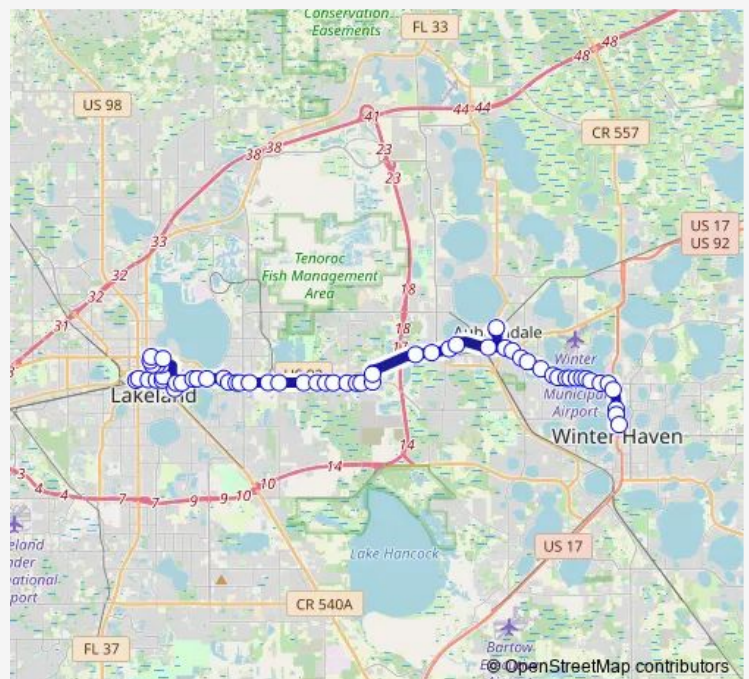 Conservation
Easements
FL 33
US 98
48
48
44 44
41
CR 557
38
38
23
23
33
US 17
US 92
Tenoroc
Fish Management
Area
32
32
18
18
31
Winter
Municipal
Airport
Lakeland
Winter Haven
14
14
10
10
9
9
7
7
4
4
3
Lake Hancock
US 17
CR 540A
FL 37
Bartow
© OpenStreetMap contributors